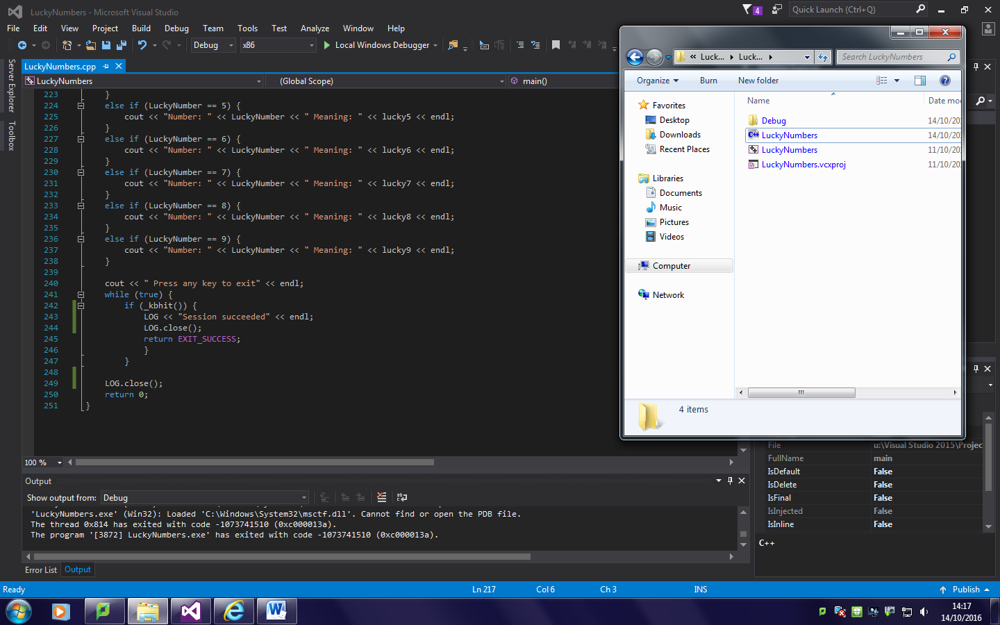 LuckyNumbers - Microsoft Visual Studio
4
Quick Launch (Ctrl+Q)
File Edit View Project Build Debug Team Tools Test Analyze Window Help
Debug x86 Local Windows Debugger
Server Explorer
Toolbox
LuckyNumbers.cpp
LuckyNumbers (Global Scope) main()
223 }
224 else if (LuckyNumber == 5) {
225 cout << "Number: " << LuckyNumber << " Meaning: " << lucky5 << endl;
226 }
227 else if (LuckyNumber == 6) {
228 cout << "Number: " << LuckyNumber << " Meaning: " << lucky6 << endl;
229 }
230 else if (LuckyNumber == 7) {
231 cout << "Number: " << LuckyNumber << " Meaning: " << lucky7 << endl;
232 }
233 else if (LuckyNumber == 8) {
234 cout << "Number: " << LuckyNumber << " Meaning: " << lucky8 << endl;
235 }
236 else if (LuckyNumber == 9) {
237 cout << "Number: " << LuckyNumber << " Meaning: " << lucky9 << endl;
238 }
239
240 cout << " Press any key to exit" << endl;
241 while (true) {
242 if (_kbhit()) {
243 LOG << "Session succeeded" << endl;
244 LOG.close();
245 return EXIT_SUCCESS;
246 }
247 }
248
249 LOG.close();
250 return 0;
251 }
100 %
« Luck... Luck...
Search LuckyNumbers
Organize Burn New folder
Favorites
Desktop
Downloads
Recent Places
Libraries
Documents
Music
Pictures
Videos
Computer
Network
Name Date mo
Debug 14/10/20
LuckyNumbers 14/10/20
LuckyNumbers 11/10/20
LuckyNumbers.vcxproj 11/10/20
4 items
File u:\Visual Studio 2015\Projec
FullName main
IsDefault False
IsDelete False
IsFinal False
IsInjected False
IsInline False
C++
Output
Show output from: Debug
'LuckyNumbers.exe' (Win32): Loaded 'C:\Windows\System32\msctf.dll'. Cannot find or open the PDB file.
The thread 0x814 has exited with code -1073741510 (0xc000013a).
The program '[3872] LuckyNumbers.exe' has exited with code -1073741510 (0xc000013a).
Error List Output
Ready Ln 217 Col 6 Ch 3 INS Publish
14:17
14/10/2016